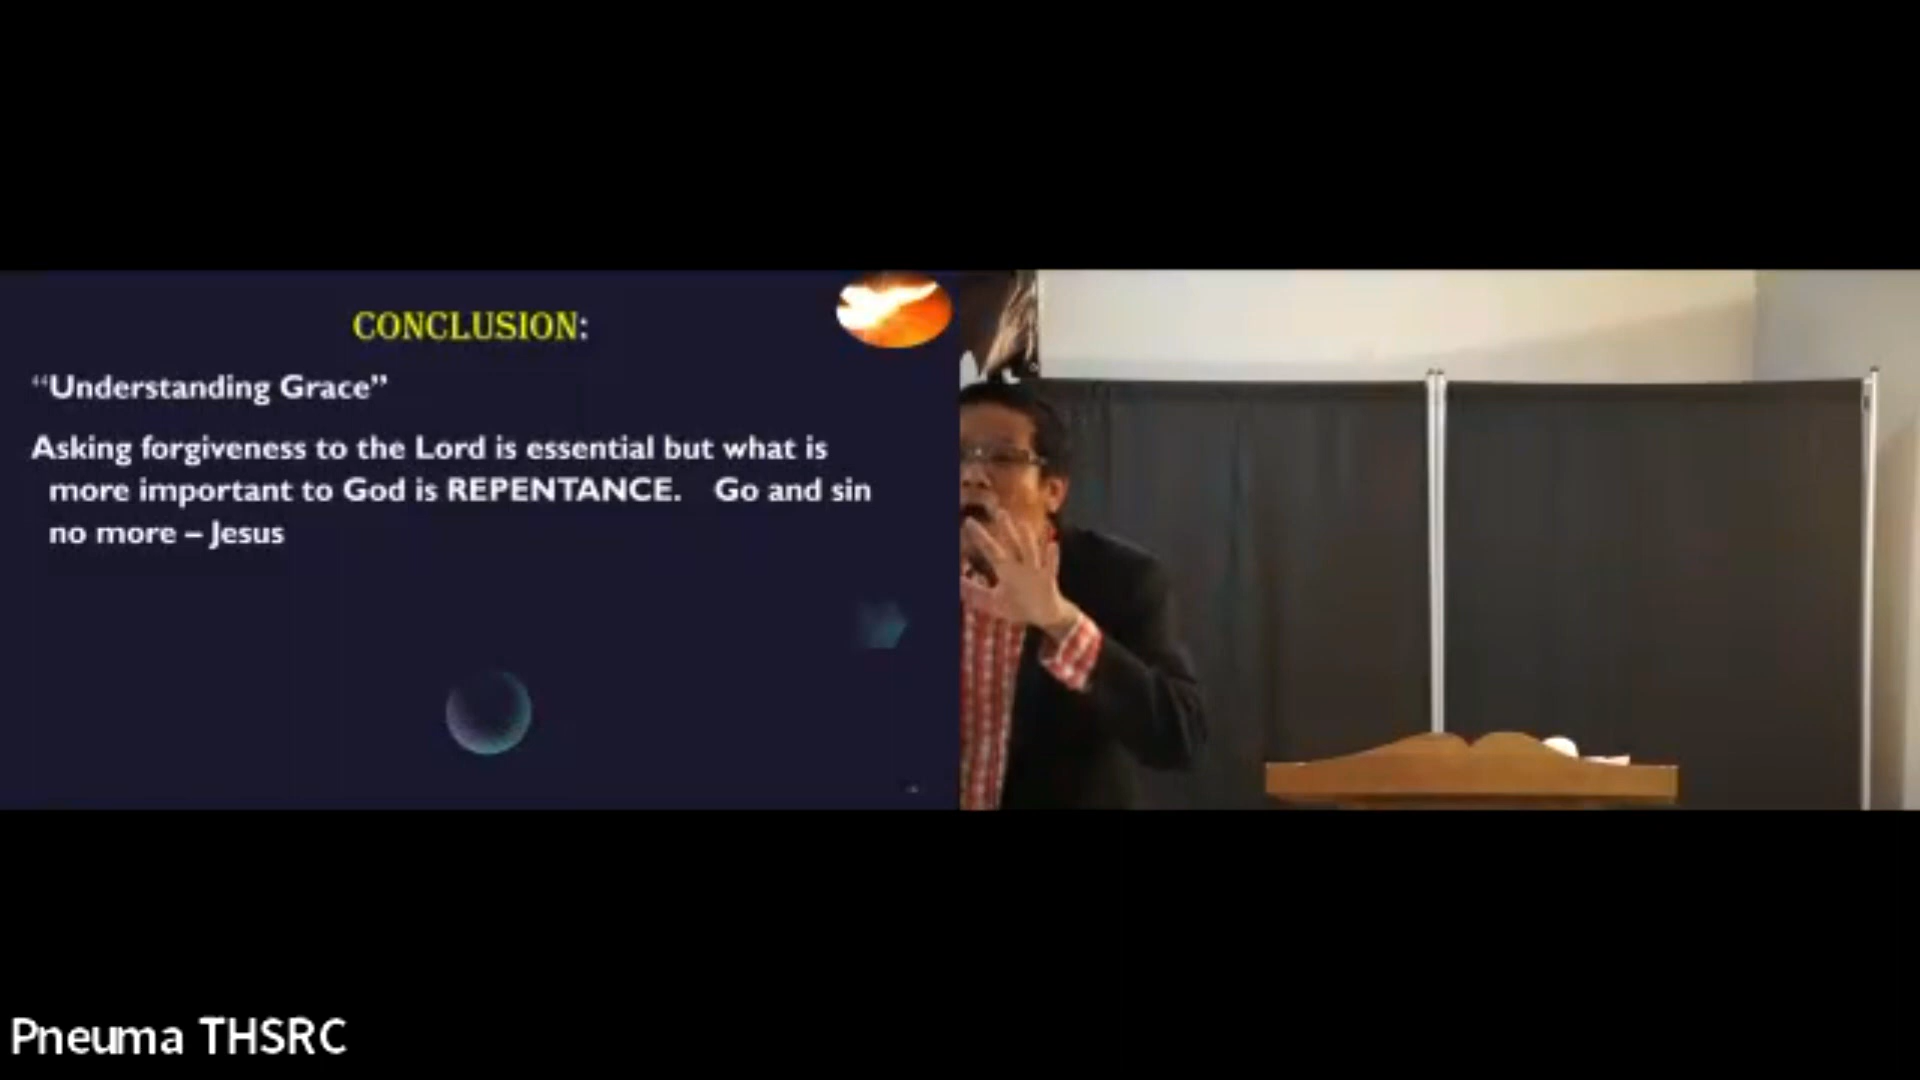 CONCLUSION:
“Understanding Grace”
Asking forgiveness to the Lord is essential but what is
more important to God is REPENTANCE. Go and sin
no more – Jesus
Pneuma THSRC